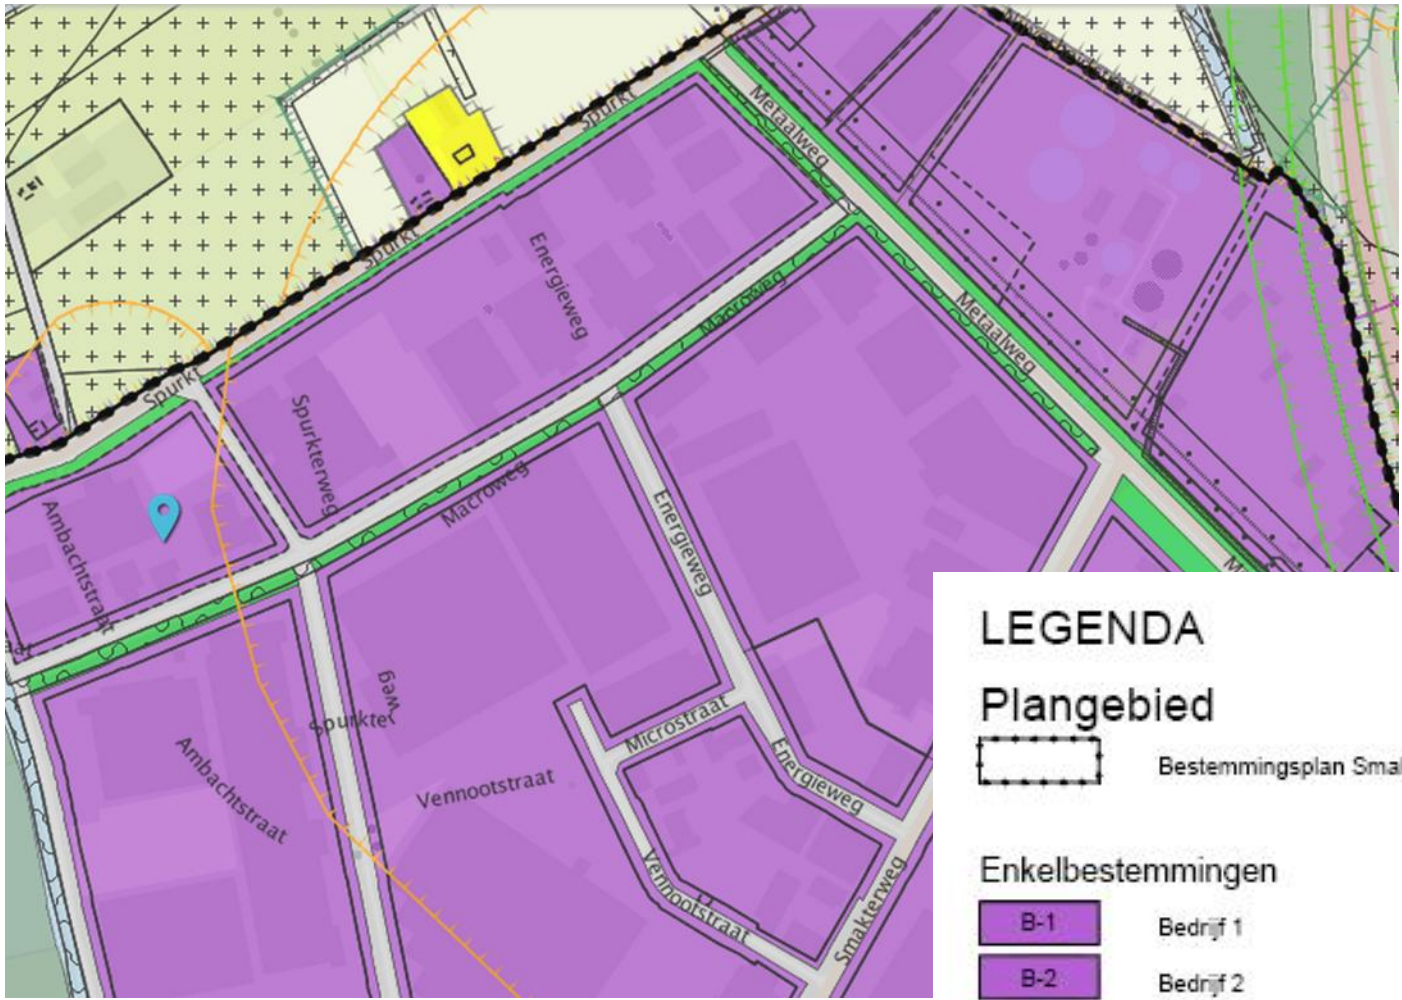 Spurkt
Metaalweg
Spurkt
Energieweg
Macroweg
Metaalweg
Spurkt
Spurkterweg
Macroweg
Energieweg
Ambachtstraat
Spurkte
weg
Microstraat
Energieweg
Ambachtstraat
Vennootstraat
Vennootstraat
Smakterweg
LEGENDA
Plangebied
Bestemmingsplan Smal
Enkelbestemmingen
B-1 Bedrijf 1
B-2 Bedrijf 2